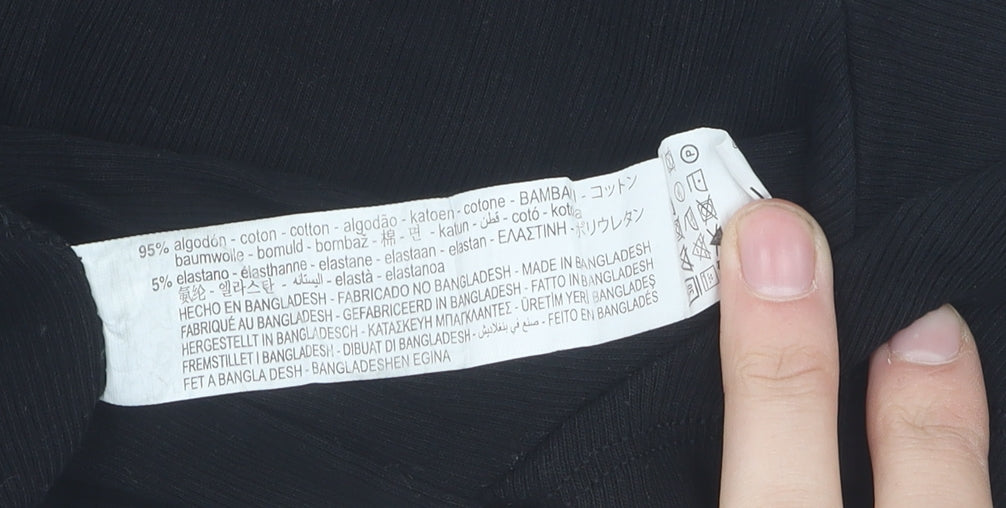 95% algodón - coton - cotton - algodão - katoen - cotone - BAMBAKI - コットン
baumwolle - bomuld - bombaz - 棉 - 면 - katun - قطن - cotó - kotoia
5% elastano - élasthanne - elastane - elastaan - elastan - ΕΛΑΣΤΙΝΗ - ポリウレタン
氨纶 - 엘라스탄 - اليستانه - elastà - elastanoa
HECHO EN BANGLADESH - FABRICADO NO BANGLADESH - MADE IN BANGLADESH
FABRIQUÉ AU BANGLADESH - GEFABRICEERD IN BANGLADESH - FATTO IN BANGLADESH
HERGESTELLT IN BANGLADESCH - ΚΑΤΑΣΚΕΥΗ ΜΠΑΓΚΛΑΝΤΕΣ - ÜRETİM YERİ BANGLADEŞ
FREMSTILLET I BANGLADESH - DIBUAT DI BANGLADESH - صنع في بنغلاديش - FEITO EN BANGLADÉS
FET A BANGLA DESH - BANGLADESHEN EGINA
P